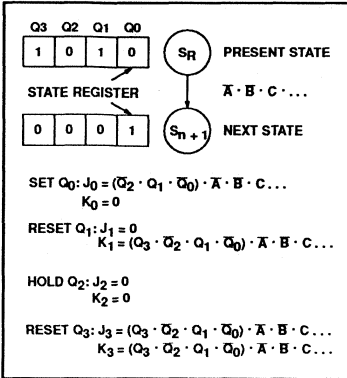 Q3 Q2 Q1 Q0
1 0 1 0
S_R
PRESENT STATE
STATE REGISTER
A̅ · B̅ · C · ...
0 0 0 1
S_n + 1
NEXT STATE
SET Q₀: J₀ = (Q̅₂ · Q₁ · Q̅₀) · A̅ · B̅ · C ...
K₀ = 0
RESET Q₁: J₁ = 0
K₁ = (Q₃ · Q̅₂ · Q₁ · Q̅₀) · A̅ · B̅ · C ...
HOLD Q₂: J₂ = 0
K₂ = 0
RESET Q₃: J₃ = (Q₃ · Q̅₂ · Q₁ · Q̅₀) · A̅ · B̅ · C ...
K₃ = (Q₃ · Q̅₂ · Q₁ · Q̅₀) · A̅ · B̅ · C ...